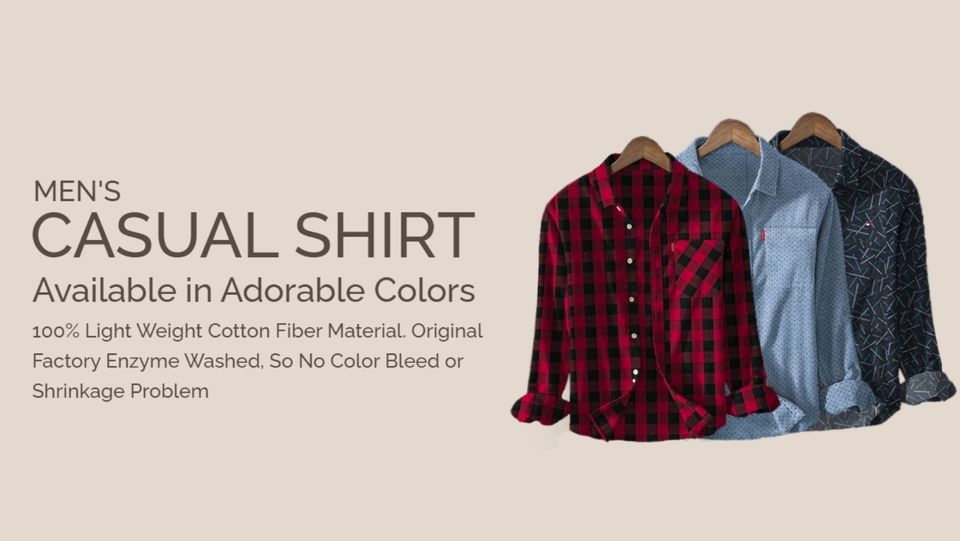 MEN'S
CASUAL SHIRT
Available in Adorable Colors
100% Light Weight Cotton Fiber Material. Original
Factory Enzyme Washed, So No Color Bleed or
Shrinkage Problem